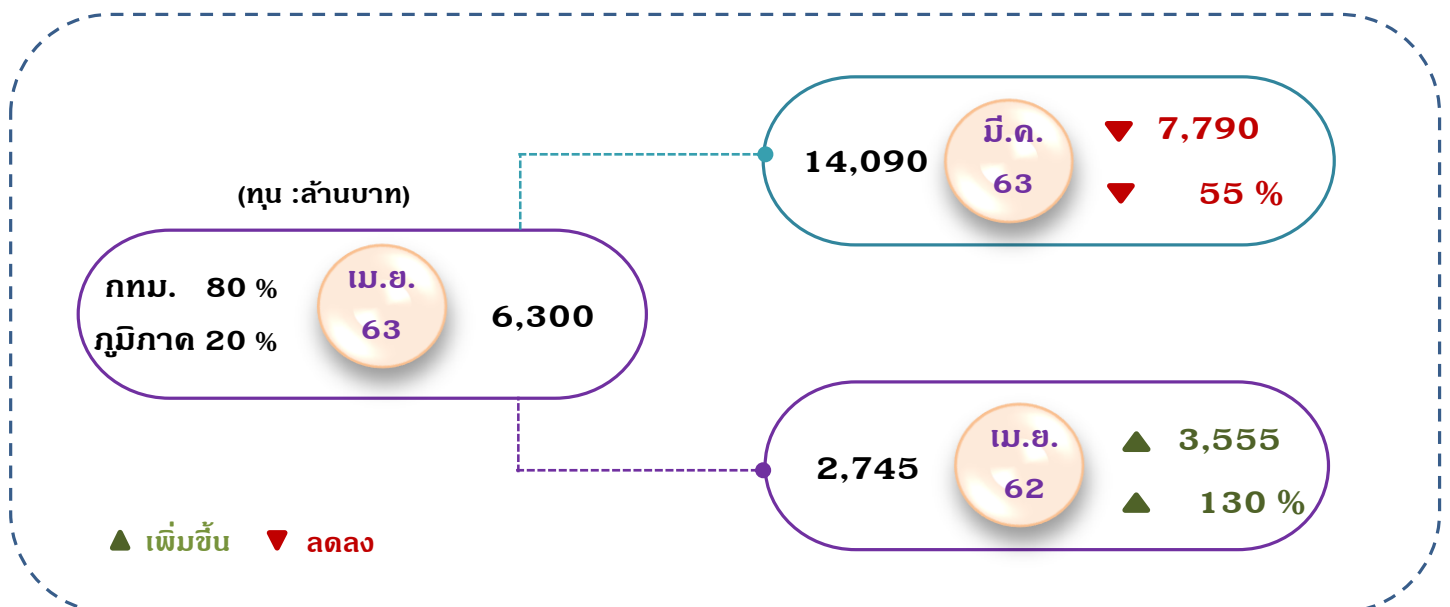 (ทุน :ล้านบาท)
กทม. 80 %
ภูมิภาค 20 %
เม.ย.
63
6,300
14,090
มี.ค.
63
▼ 7,790
▼ 55 %
2,745
เม.ย.
62
▲ 3,555
▲ 130 %
▲ เพิ่มขึ้น ▼ ลดลง